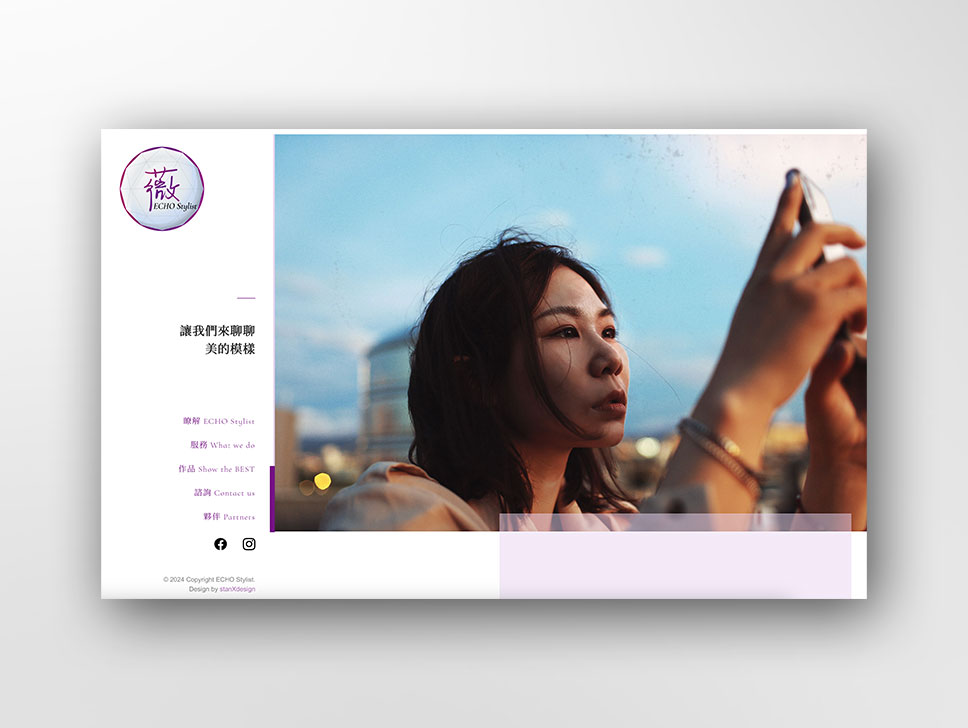 薇
ECHO Stylist
讓我們來聊聊
美的模樣
瞭解 ECHO Stylist
服務 What we do
作品 Show the BEST
諮詢 Contact us
夥伴 Partners
© 2024 Copyright ECHO Stylist.
Design by stanXdesign